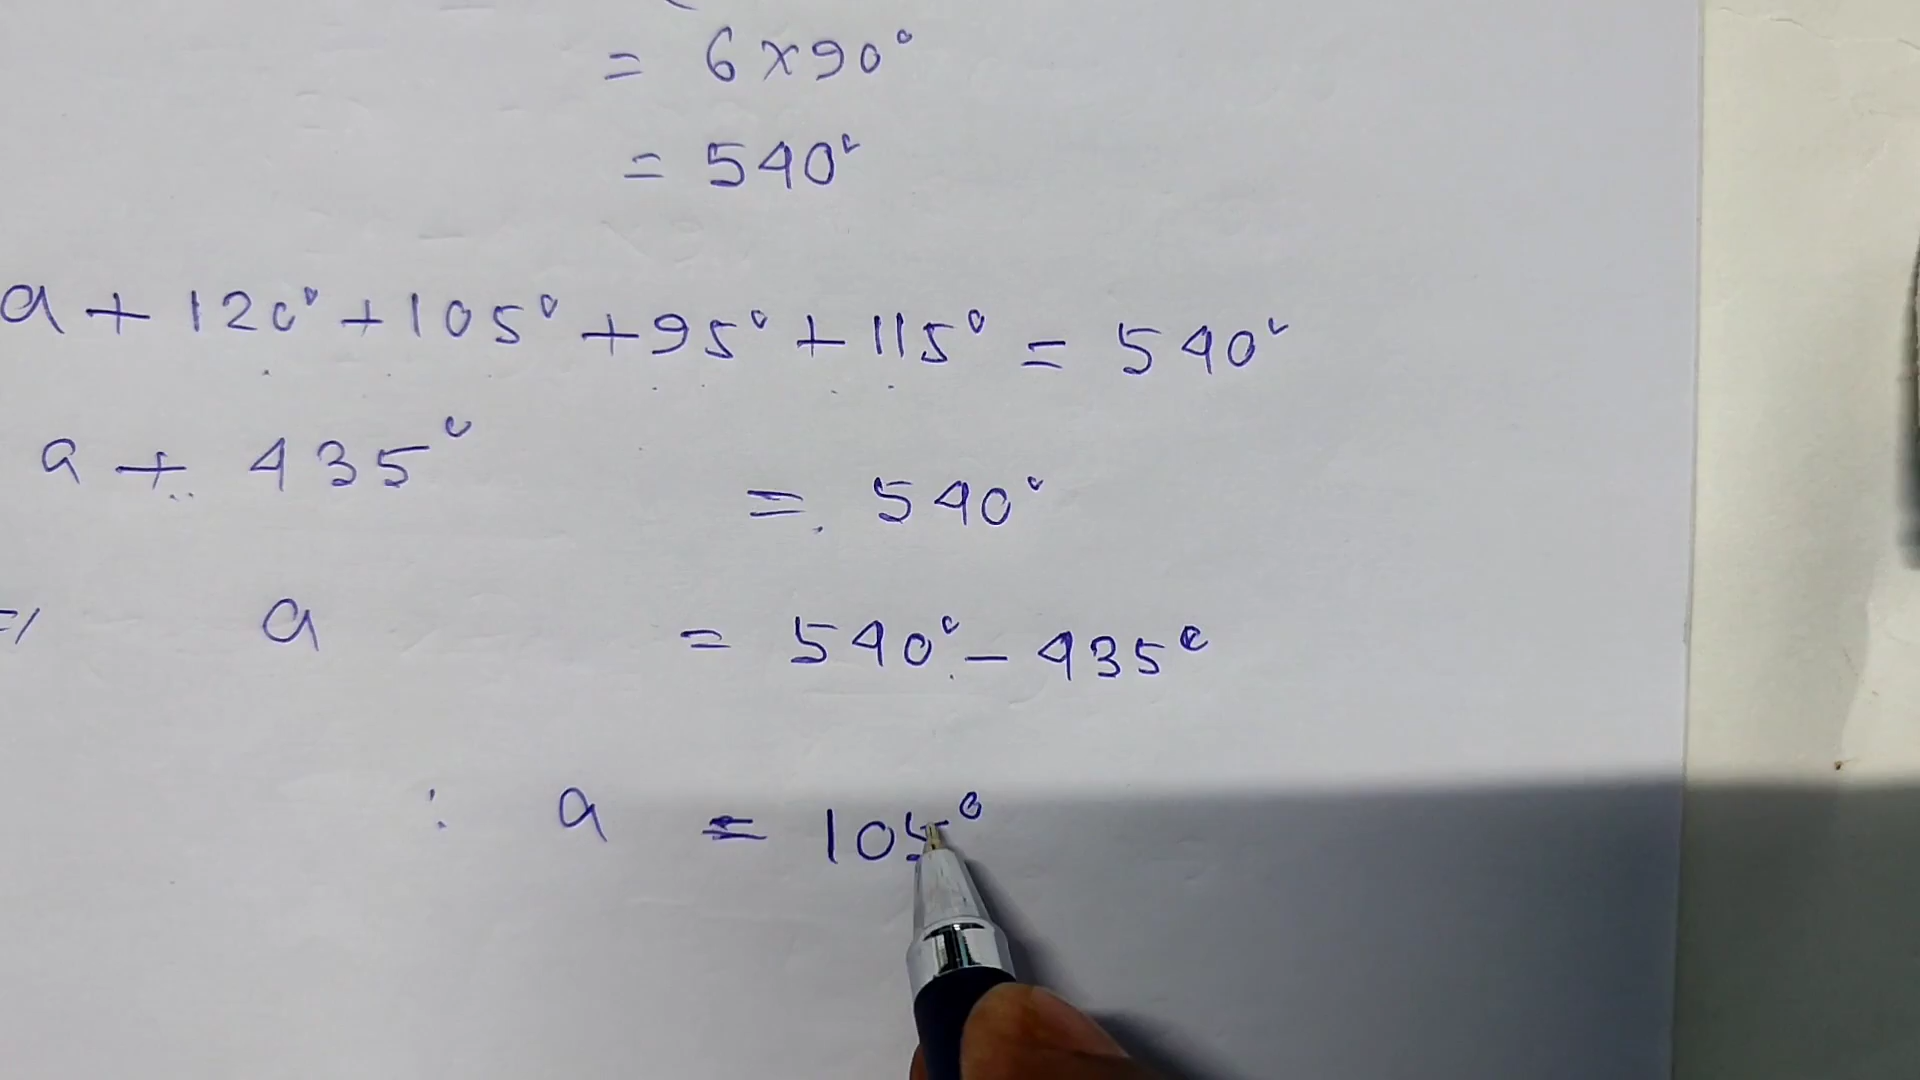 = 6 × 90°
= 540°
a + 120° + 105° + 95° + 115° = 540°
a + 435° = 540°
⇒ a = 540° - 435°
: a = 105°